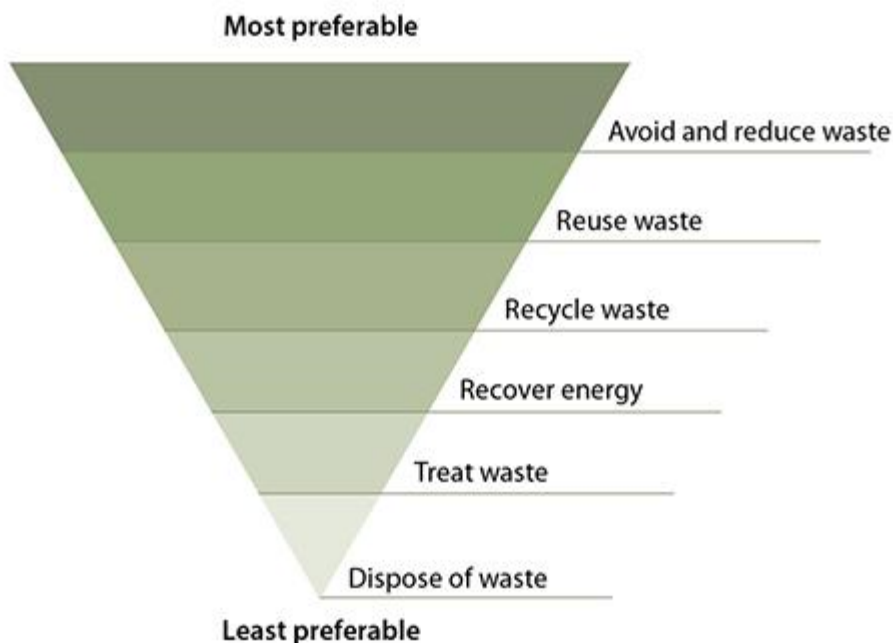 Most preferable
Avoid and reduce waste
Reuse waste
Recycle waste
Recover energy
Treat waste
Dispose of waste
Least preferable